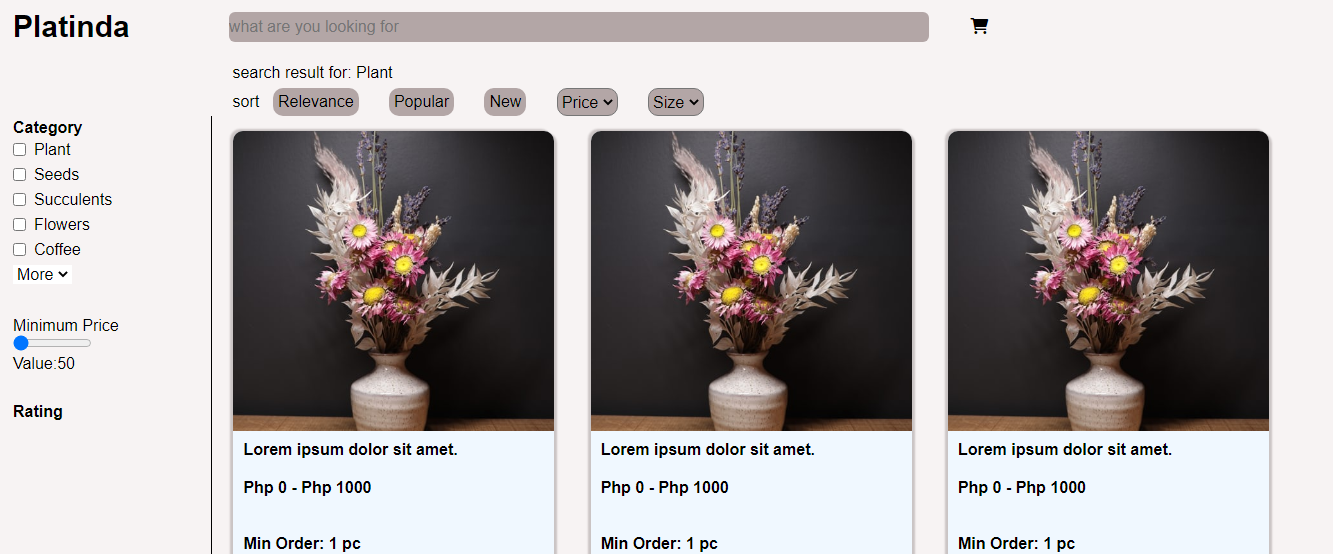 Platinda
what are you looking for
search result for: Plant
sort Relevance Popular New Price Size
Category
Plant
Seeds
Succulents
Flowers
Coffee
More
Minimum Price
Value:50
Rating
Lorem ipsum dolor sit amet.
Php 0 - Php 1000
Min Order: 1 pc
Lorem ipsum dolor sit amet.
Php 0 - Php 1000
Min Order: 1 pc
Lorem ipsum dolor sit amet.
Php 0 - Php 1000
Min Order: 1 pc